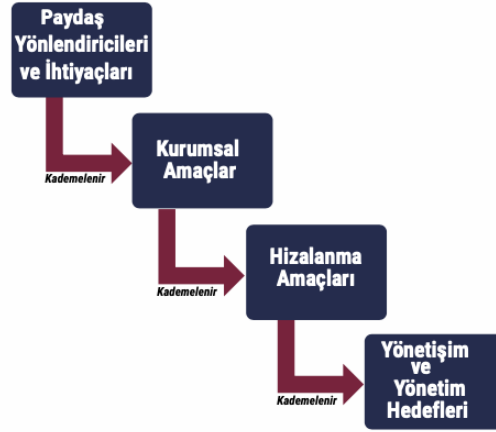 Paydaş
Yönlendiricileri
ve İhtiyaçları
Kademelenir
Kurumsal
Amaçlar
Kademelenir
Hizalanma
Amaçları
Kademelenir
Yönetişim
ve
Yönetim
Hedefleri